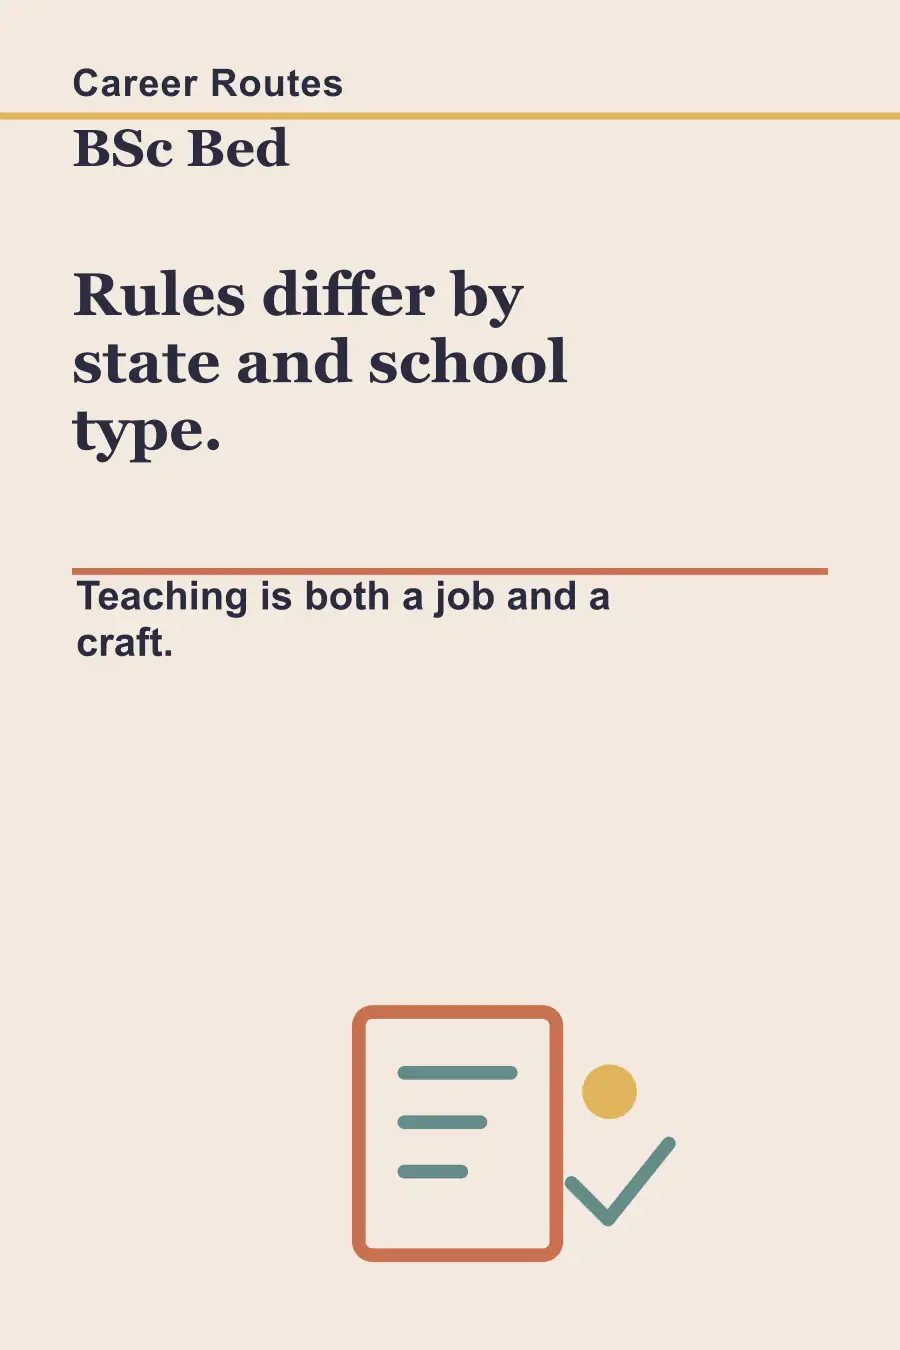 Career Routes
BSc Bed
Rules differ by
state and school
type.
Teaching is both a job and a
craft.